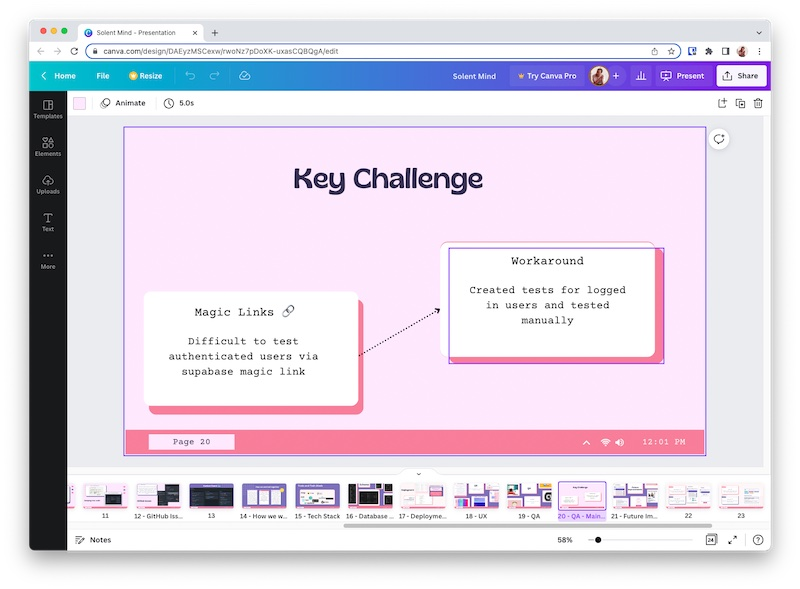 Solent Mind - Presentation
canva.com/design/DAEyzMSCexw/rwoNz7pDoXK-uxasCQBQgA/edit
Home
File
Resize
Solent Mind
Try Canva Pro
Present
Share
Templates
Elements
Uploads
Text
More
Animate
5.0s
Key Challenge
Workaround
Created tests for logged
in users and tested
manually
Magic Links
Difficult to test
authenticated users via
supabase magic link
Page 20
12:01 PM
11
12 - GitHub Iss...
13
14 - How we w...
15 - Tech Stack
16 - Database ...
17 - Deployme...
18 - UX
19 - QA
20 - QA - Main...
21 - Future Im...
22
23
Notes
58%
24